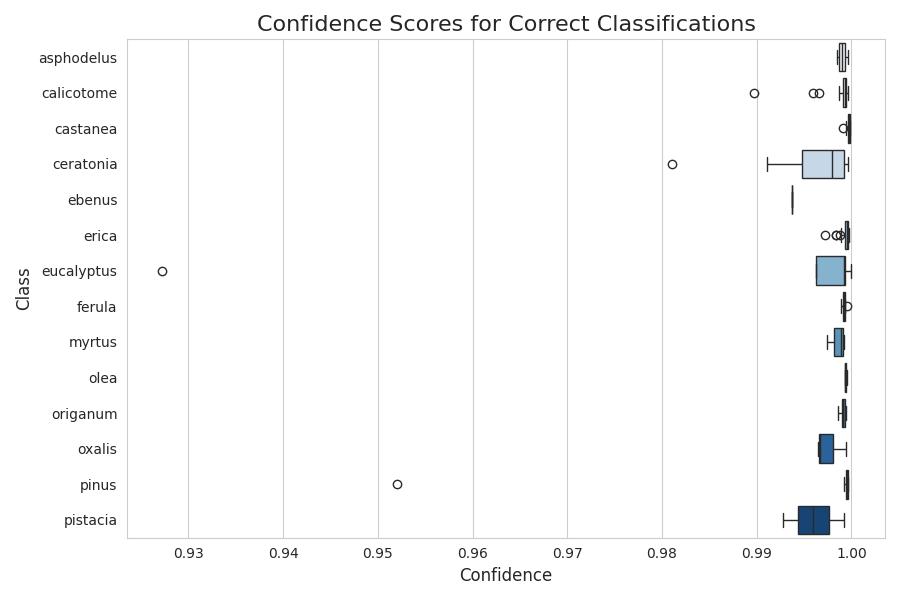 Confidence Scores for Correct Classifications
asphodelus
calicotome
castanea
ceratonia
ebenus
erica
eucalyptus
ferula
myrtus
olea
origanum
oxalis
pinus
pistacia
Class
0.93 0.94 0.95 0.96 0.97 0.98 0.99 1.00
Confidence